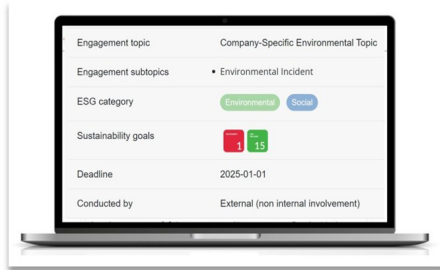 Engagement topic Company-Specific Environmental Topic
Engagement subtopics • Environmental Incident
ESG category Environmental Social
Sustainability goals 1 15
Deadline 2025-01-01
Conducted by External (non internal involvement)